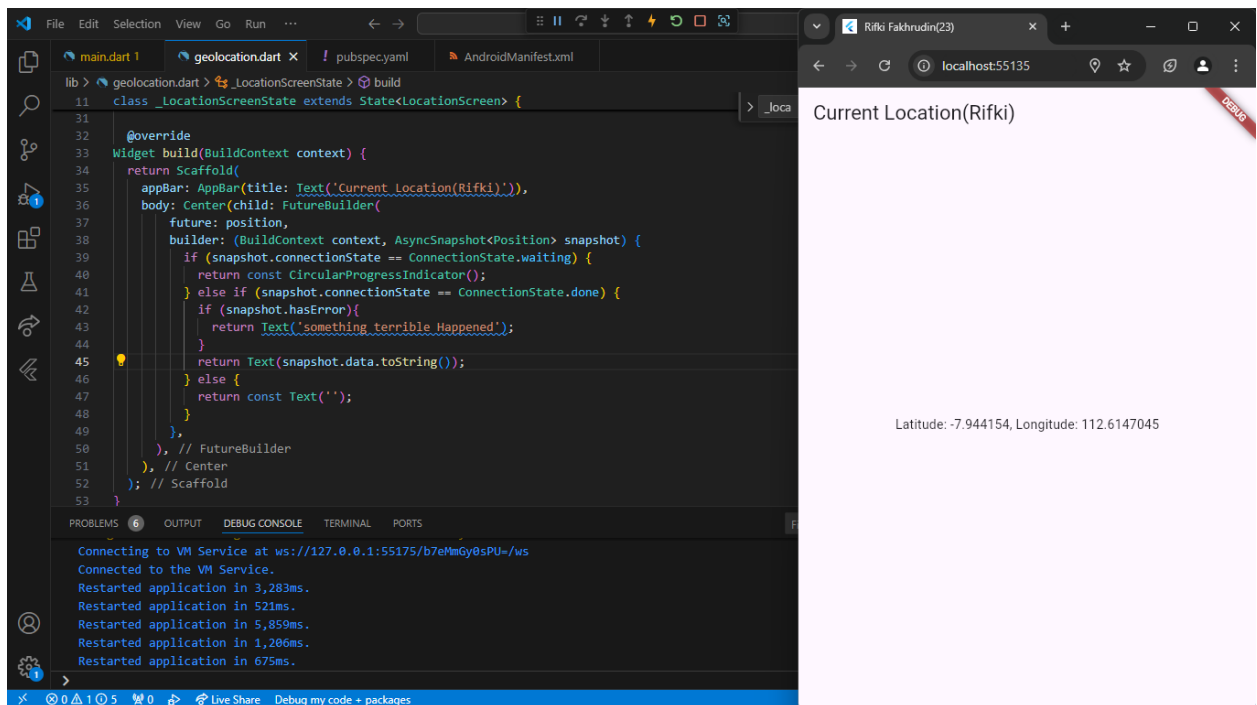 File Edit Selection View Go Run ···
main.dart 1 geolocation.dart pubspec.yaml AndroidManifest.xml
lib > geolocation.dart > _LocationScreenState > build
11 class _LocationScreenState extends State<LocationScreen> {
_loca
31
32 @override
33 Widget build(BuildContext context) {
34 return Scaffold(
35 appBar: AppBar(title: Text('Current Location(Rifki)')),
36 body: Center(child: FutureBuilder(
37 future: position,
38 builder: (BuildContext context, AsyncSnapshot<Position> snapshot) {
39 if (snapshot.connectionState == ConnectionState.waiting) {
40 return const CircularProgressIndicator();
41 } else if (snapshot.connectionState == ConnectionState.done) {
42 if (snapshot.hasError){
43 return Text('something terrible Happened');
44 }
45 return Text(snapshot.data.toString());
46 } else {
47 return const Text('');
48 }
49 },
50 ), // FutureBuilder
51 ), // Center
52 ); // Scaffold
53 }
PROBLEMS 6 OUTPUT DEBUG CONSOLE TERMINAL PORTS
Connecting to VM Service at ws://127.0.0.1:55175/b7eMmGy0sPU=/ws
Connected to the VM Service.
Restarted application in 3,283ms.
Restarted application in 521ms.
Restarted application in 5,859ms.
Restarted application in 1,206ms.
Restarted application in 675ms.
>
0 1 5 0 Live Share Debug my code + packages
1
1
Rifki Fakhrudin(23)
localhost:55135
Current Location(Rifki)
DEBUG
Latitude: -7.944154, Longitude: 112.6147045